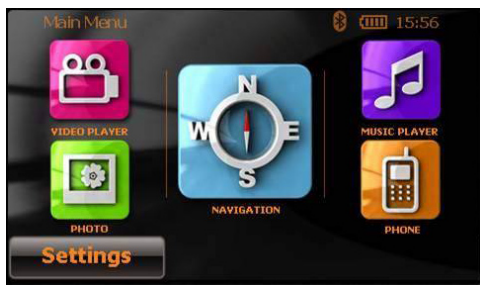 Main Menu 15:56
N
W E
S
VIDEO PLAYER
MUSIC PLAYER
NAVIGATION
PHOTO
PHONE
Settings